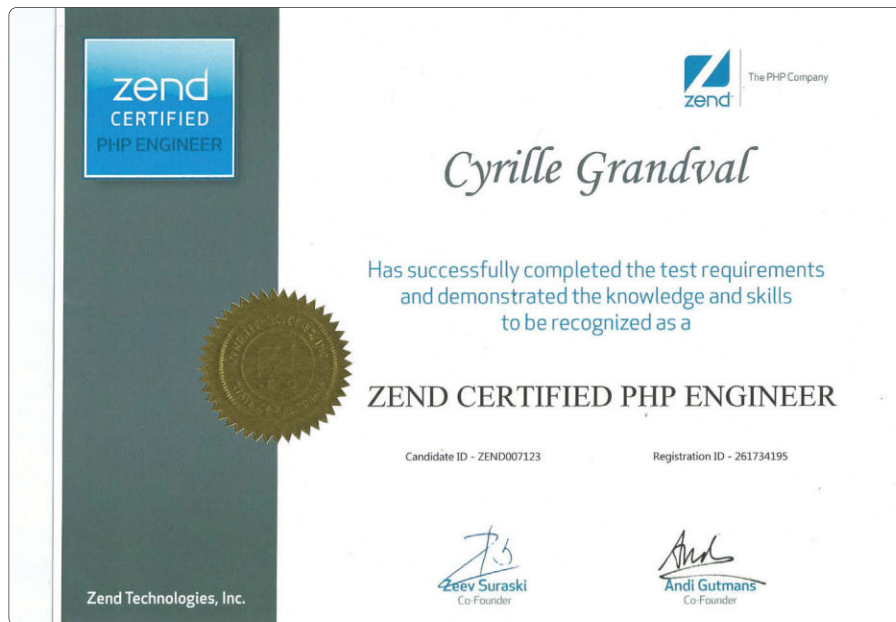 zend
CERTIFIED
PHP ENGINEER
zend
The PHP Company
Cyrille Grandval
Has successfully completed the test requirements
and demonstrated the knowledge and skills
to be recognized as a
ZEND CERTIFIED PHP ENGINEER
Candidate ID - ZEND007123
Registration ID - 261734195
Zeev Suraski
Co-Founder
Andi Gutmans
Co-Founder
Zend Technologies, Inc.